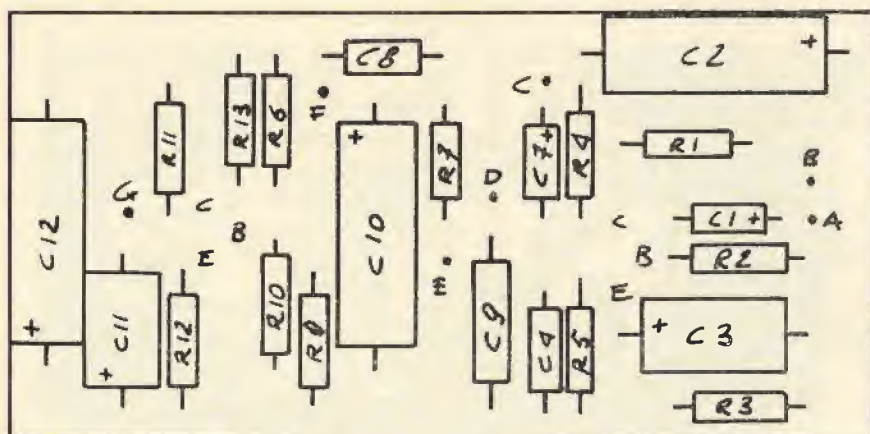 C8
C2 +
C
R11
R13
R6
+
R7
C7+
R4
R1
B
G
C
D
C12
B
C10
C
C1+
A
E
B
R2
R10
C9
E
+
C11
R12
C4
R5
+ C3
+
R3